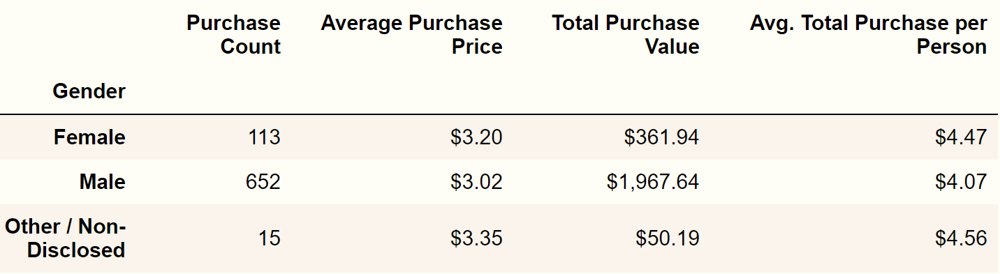 Purchase Count Average Purchase Price Total Purchase Value Avg. Total Purchase per Person
Gender
Female 113 $3.20 $361.94 $4.47
Male 652 $3.02 $1,967.64 $4.07
Other / Non-Disclosed 15 $3.35 $50.19 $4.56